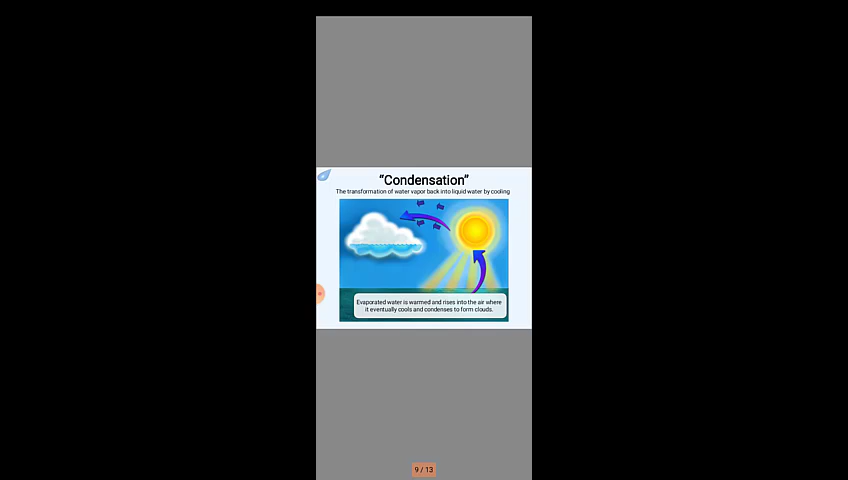 “Condensation”
The transformation of water vapor back into liquid water by cooling
Evaporated water is warmed and rises into the air where
it eventually cools and condenses to form clouds.
9 / 13